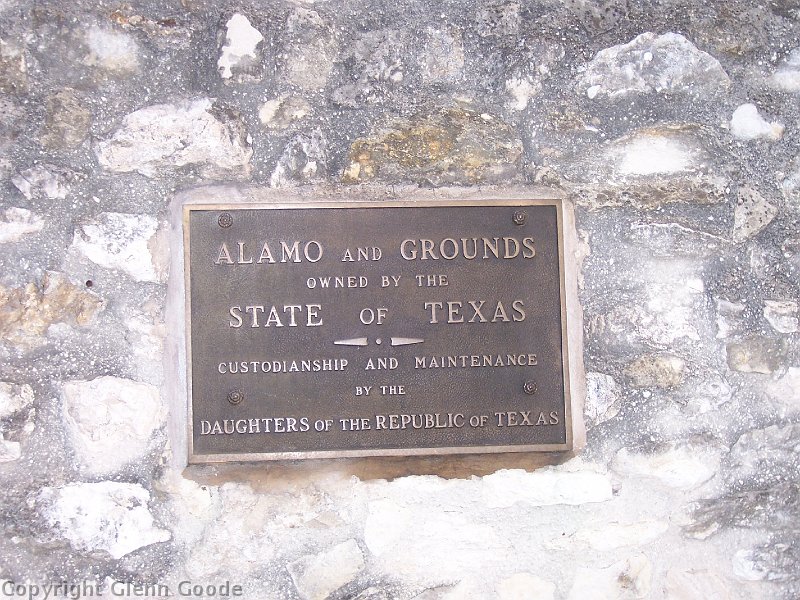 ALAMO AND GROUNDS
OWNED BY THE
STATE OF TEXAS
CUSTODIANSHIP AND MAINTENANCE
BY THE
DAUGHTERS OF THE REPUBLIC OF TEXAS
Copyright Glenn Goode